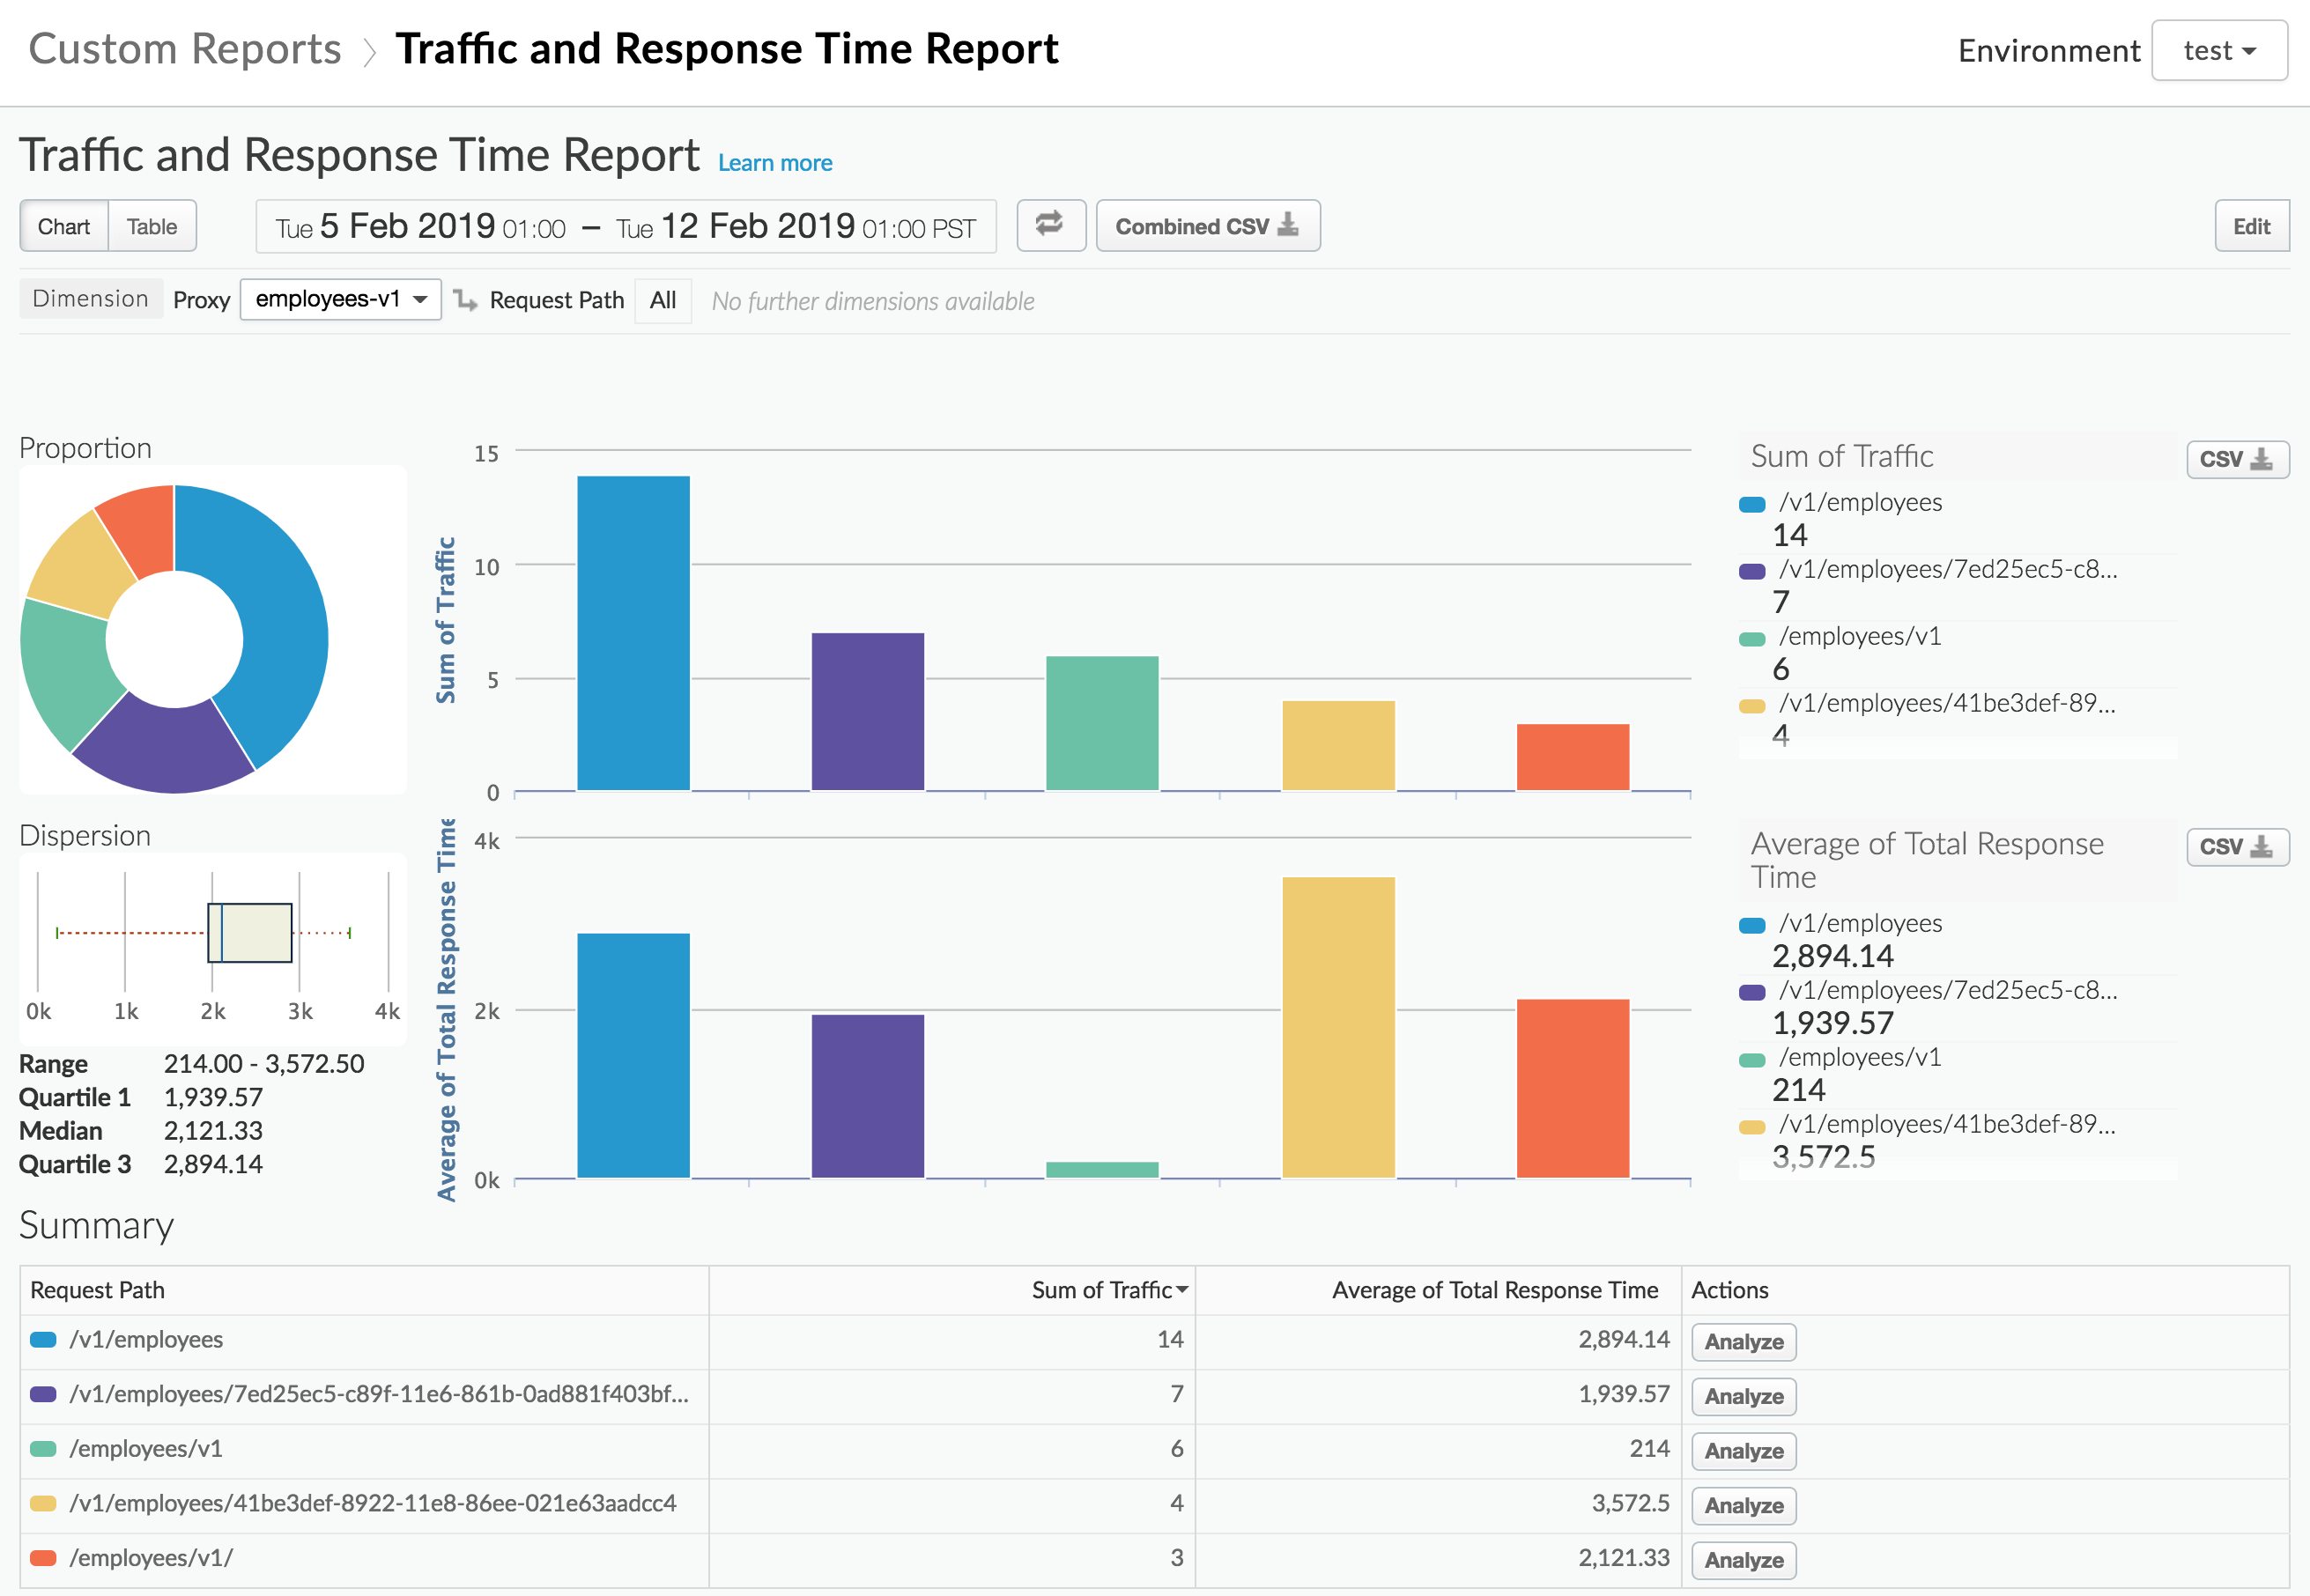 Custom Reports > Traffic and Response Time Report
Environment test
Traffic and Response Time Report Learn more
Chart Table Tue 5 Feb 2019 01:00 – Tue 12 Feb 2019 01:00 PST Combined CSV Edit
Dimension Proxy employees-v1 Request Path All No further dimensions available
Proportion
15
10
5
0
Sum of Traffic
Sum of Traffic CSV
/v1/employees
14
/v1/employees/7ed25ec5-c8...
7
/employees/v1
6
/v1/employees/41be3def-89...
4
Dispersion
0k 1k 2k 3k 4k
Range 214.00 - 3,572.50
Quartile 1 1,939.57
Median 2,121.33
Quartile 3 2,894.14
4k
2k
0k
Average of Total Response Time
Average of Total Response CSV
Time
/v1/employees
2,894.14
/v1/employees/7ed25ec5-c8...
1,939.57
/employees/v1
214
/v1/employees/41be3def-89...
3,572.5
Summary
Request Path Sum of Traffic Average of Total Response Time Actions
/v1/employees 14 2,894.14 Analyze
/v1/employees/7ed25ec5-c89f-11e6-861b-0ad881f403bf... 7 1,939.57 Analyze
/employees/v1 6 214 Analyze
/v1/employees/41be3def-8922-11e8-86ee-021e63aadcc4 4 3,572.5 Analyze
/employees/v1/ 3 2,121.33 Analyze